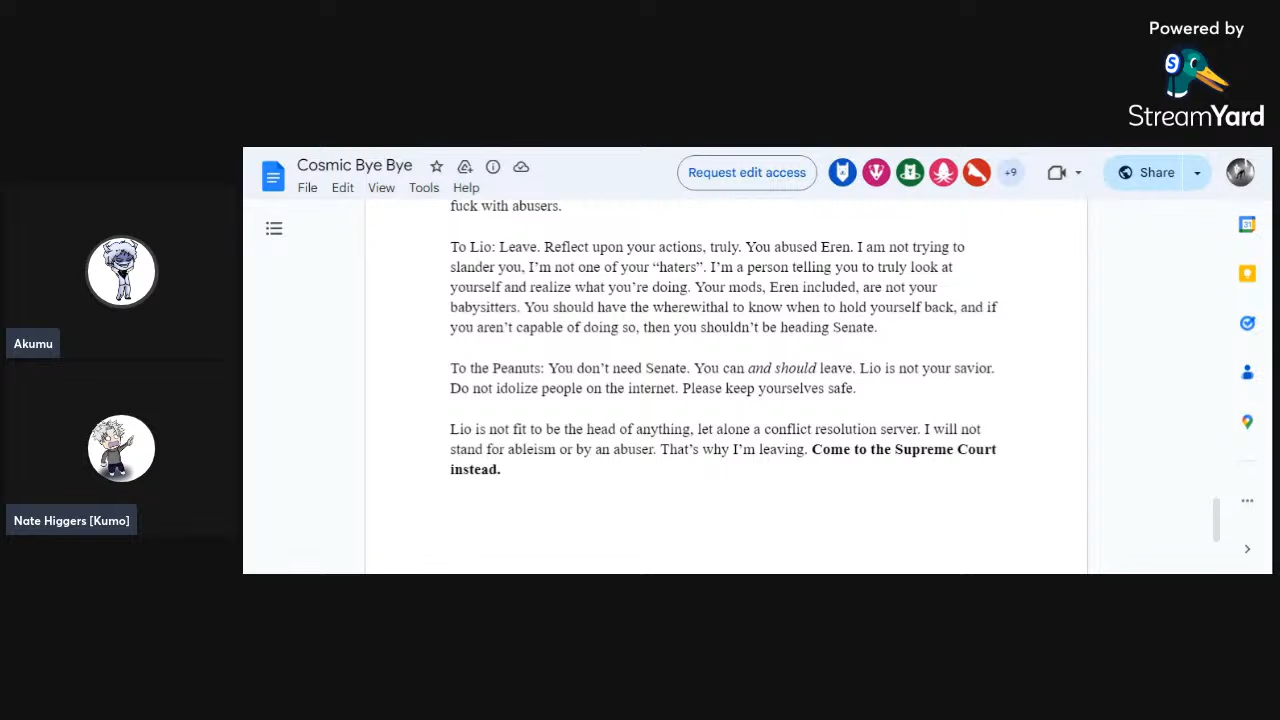 Powered by
StreamYard
Cosmic Bye Bye
File Edit View Tools Help
Request edit access
+9
Share
fuck with abusers.
To Lio: Leave. Reflect upon your actions, truly. You abused Eren. I am not trying to
slander you, I’m not one of your “haters”. I’m a person telling you to truly look at
yourself and realize what you’re doing. Your mods, Eren included, are not your
babysitters. You should have the wherewithal to know when to hold yourself back, and if
you aren’t capable of doing so, then you shouldn’t be heading Senate.
To the Peanuts: You don’t need Senate. You can and should leave. Lio is not your savior.
Do not idolize people on the internet. Please keep yourselves safe.
Lio is not fit to be the head of anything, let alone a conflict resolution server. I will not
stand for ableism or by an abuser. That’s why I’m leaving. Come to the Supreme Court
instead.
Akumu
Nate Higgers [Kumo]
S
31